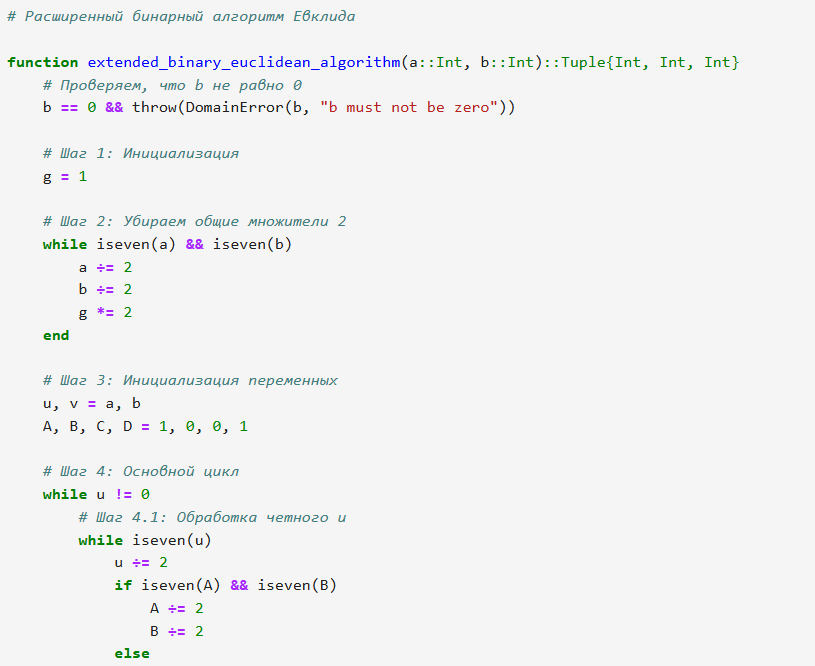 # Расширенный бинарный алгоритм Евклида
function extended_binary_euclidean_algorithm(a::Int, b::Int)::Tuple{Int, Int, Int}
    # Проверяем, что b не равно 0
    b == 0 && throw(DomainError(b, "b must not be zero"))
    # Шаг 1: Инициализация
    g = 1
    # Шаг 2: Убираем общие множители 2
    while iseven(a) && iseven(b)
        a ÷= 2
        b ÷= 2
        g *= 2
    end
    # Шаг 3: Инициализация переменных
    u, v = a, b
    A, B, C, D = 1, 0, 0, 1
    # Шаг 4: Основной цикл
    while u != 0
        # Шаг 4.1: Обработка четного u
        while iseven(u)
            u ÷= 2
            if iseven(A) && iseven(B)
                A ÷= 2
                B ÷= 2
            else